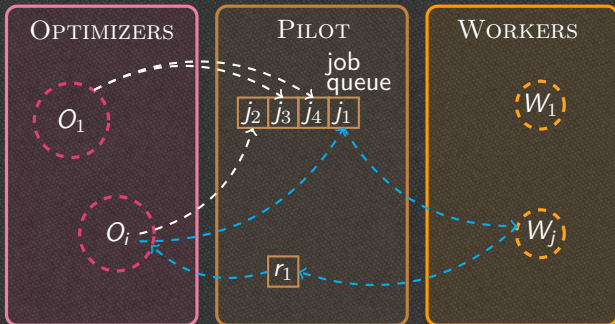 OPTIMIZERS
PILOT
WORKERS
job
queue
O₁
j₂ j₃ j₄ j₁
W₁
Oᵢ
Wⱼ
r₁